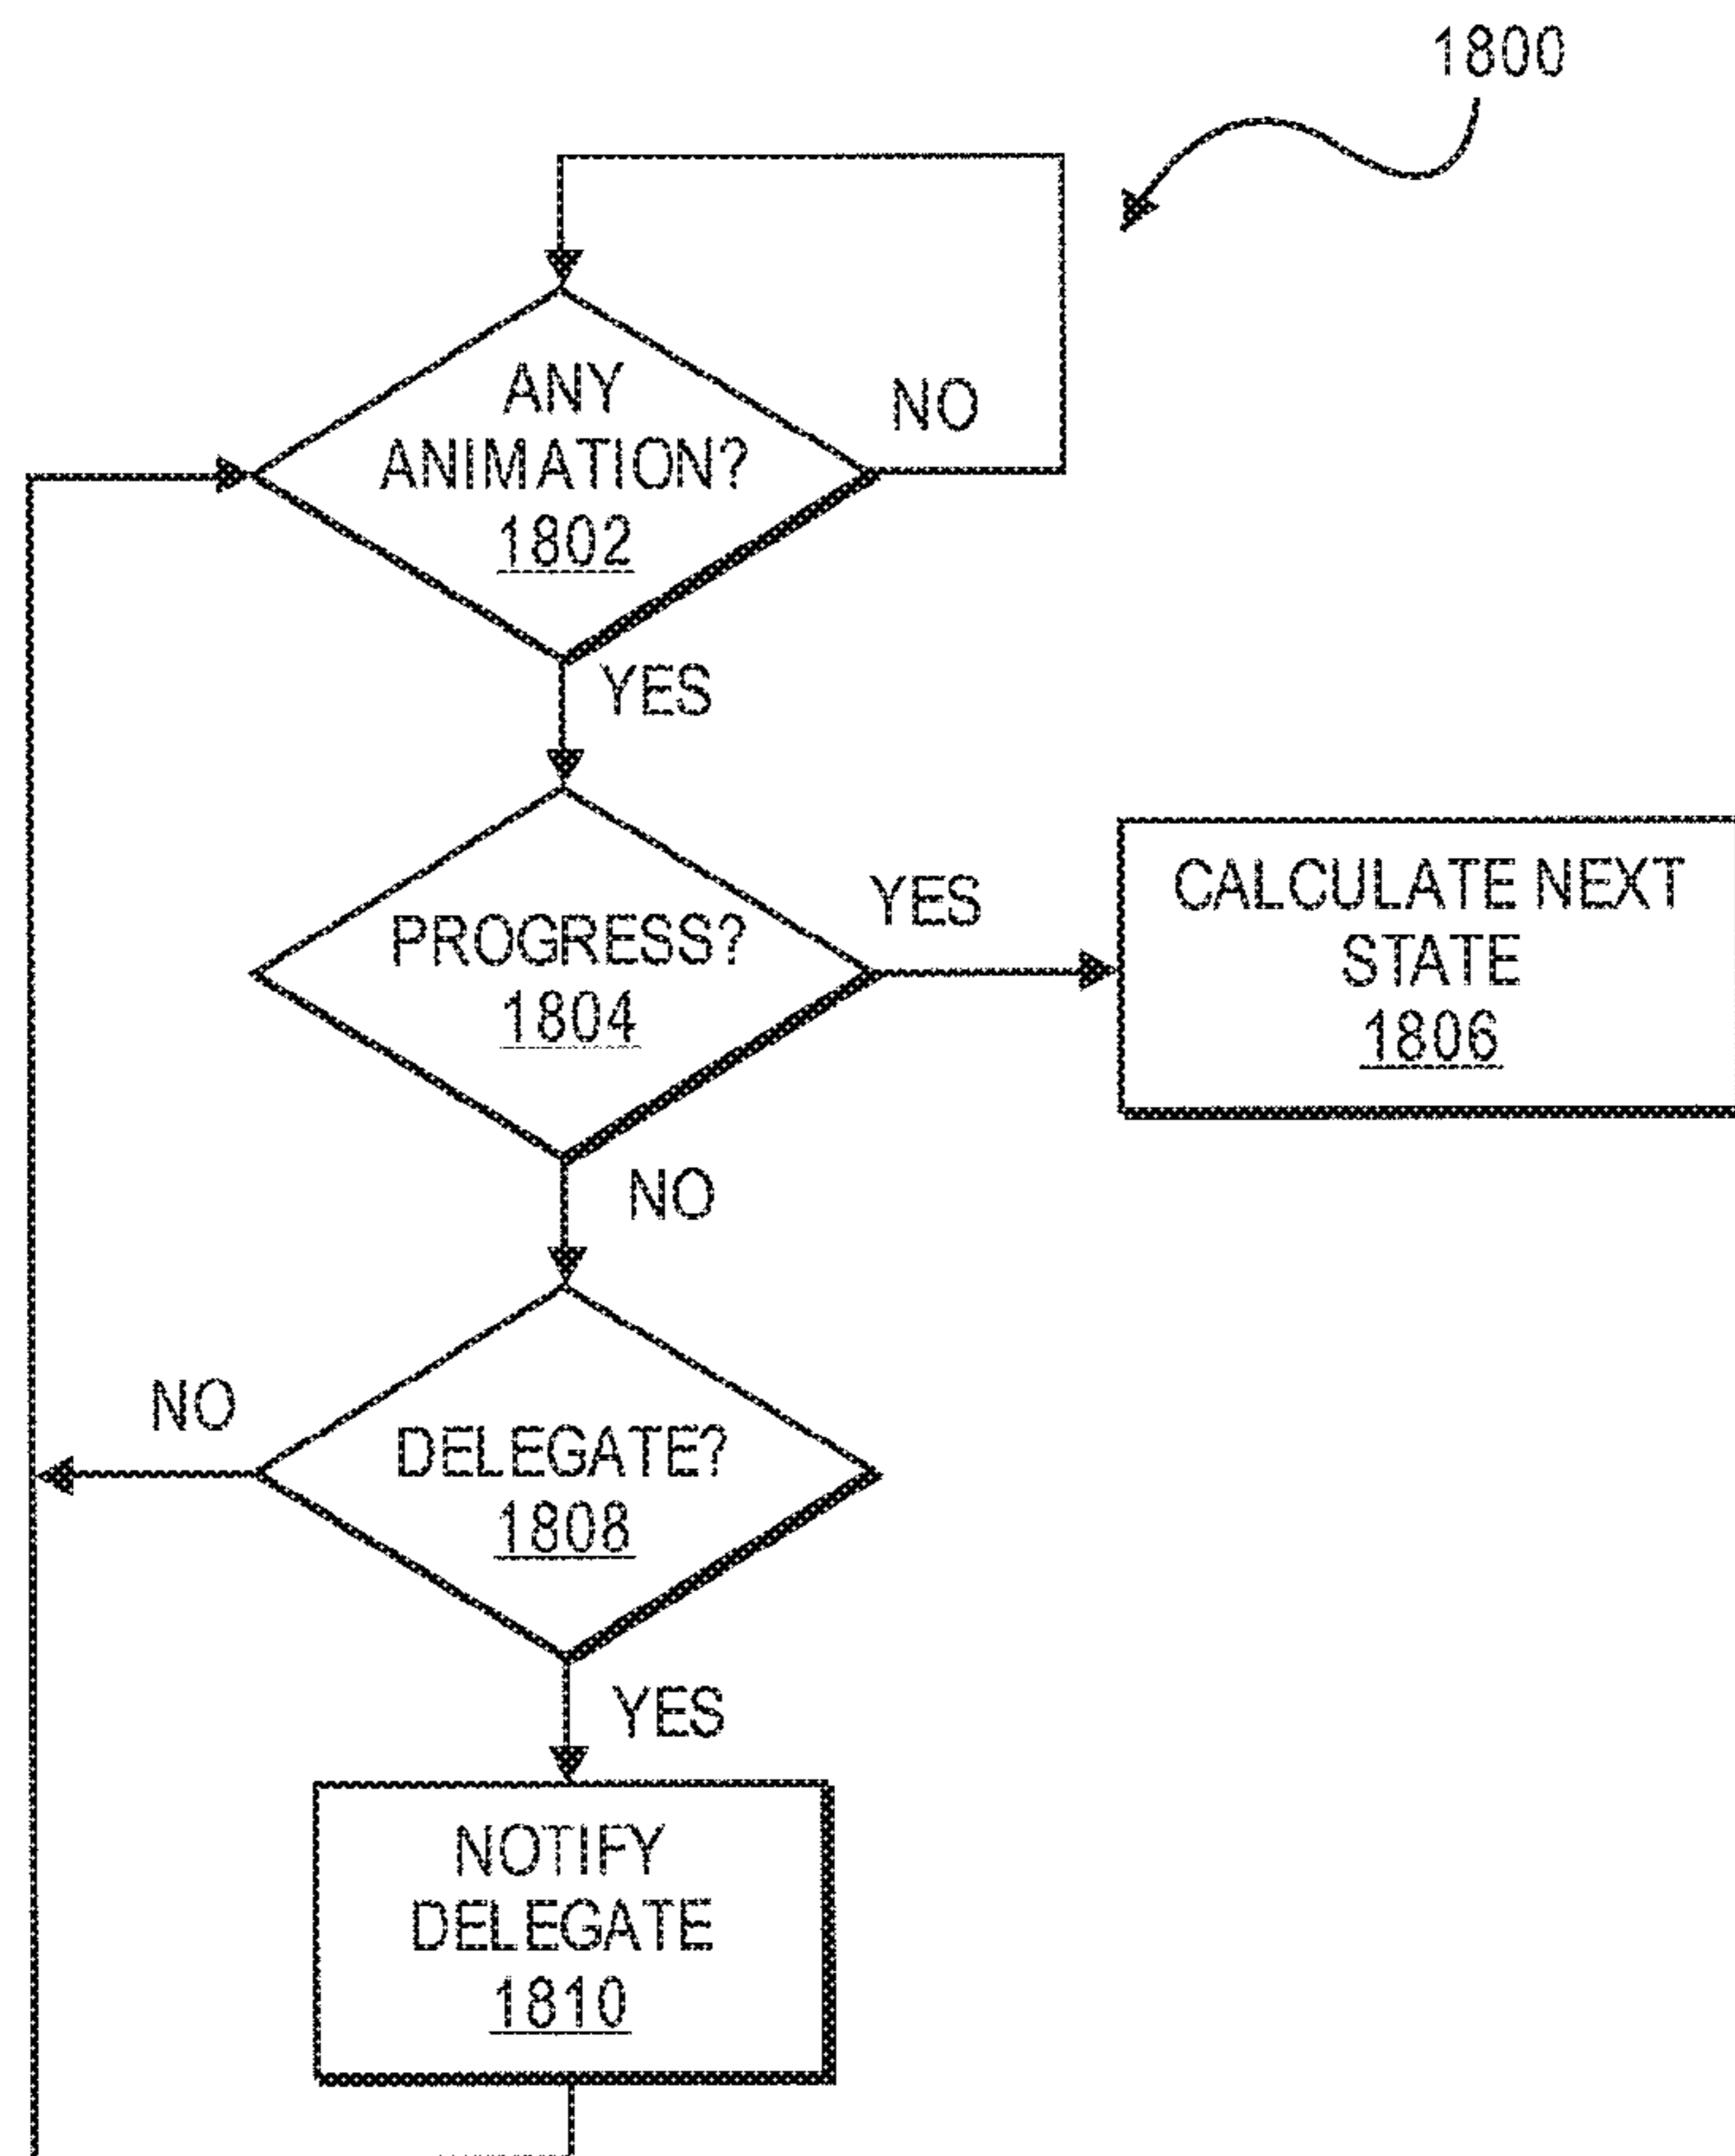 1800
ANY
ANIMATION?
1802
NO
YES
PROGRESS?
1804
YES
CALCULATE NEXT
STATE
1806
NO
DELEGATE?
1808
NO
YES
NOTIFY
DELEGATE
1810